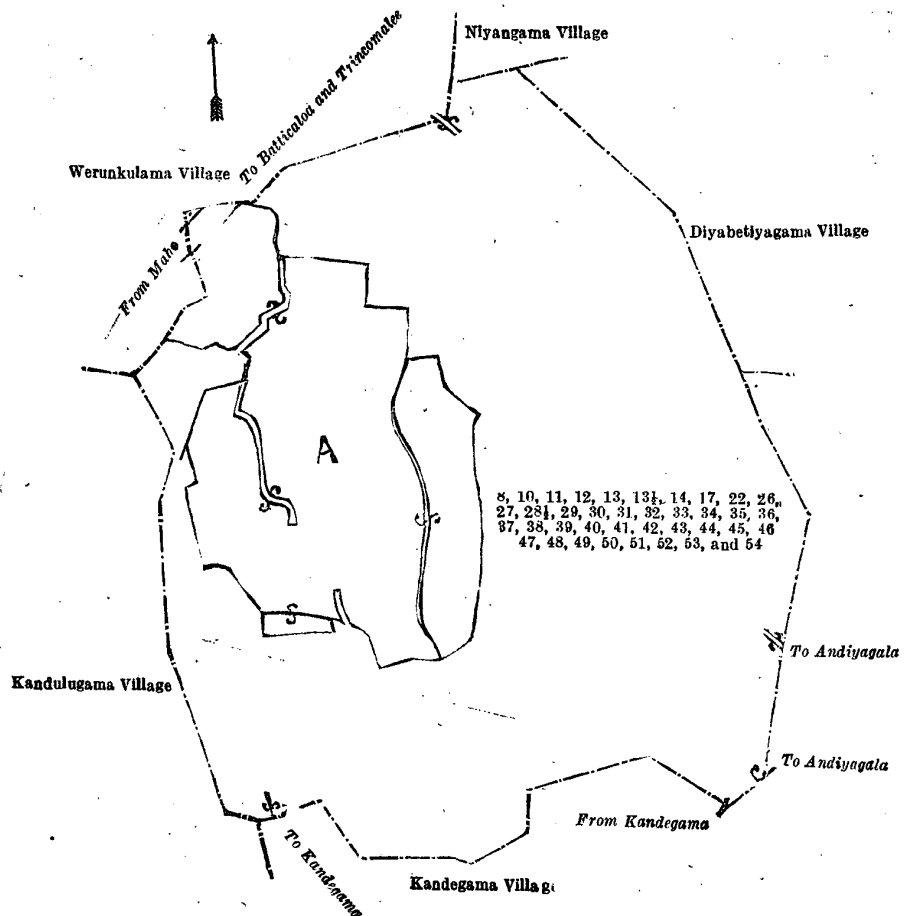 Niyangama Village
To Batticaloa and Trincomalee
Werunkulama Village
Diyabetiyagama Village
From Maho
A
8, 10, 11, 12, 13, 13½, 14, 17, 22, 26,
27, 28½, 29, 30, 31, 32, 33, 34, 35, 36,
37, 38, 39, 40, 41, 42, 43, 44, 45, 46
47, 48, 49, 50, 51, 52, 53, and 54
To Andiyagala
Kandulugama Village
To Andiyagala
From Kandegama
To Kandegama
Kandegama Village